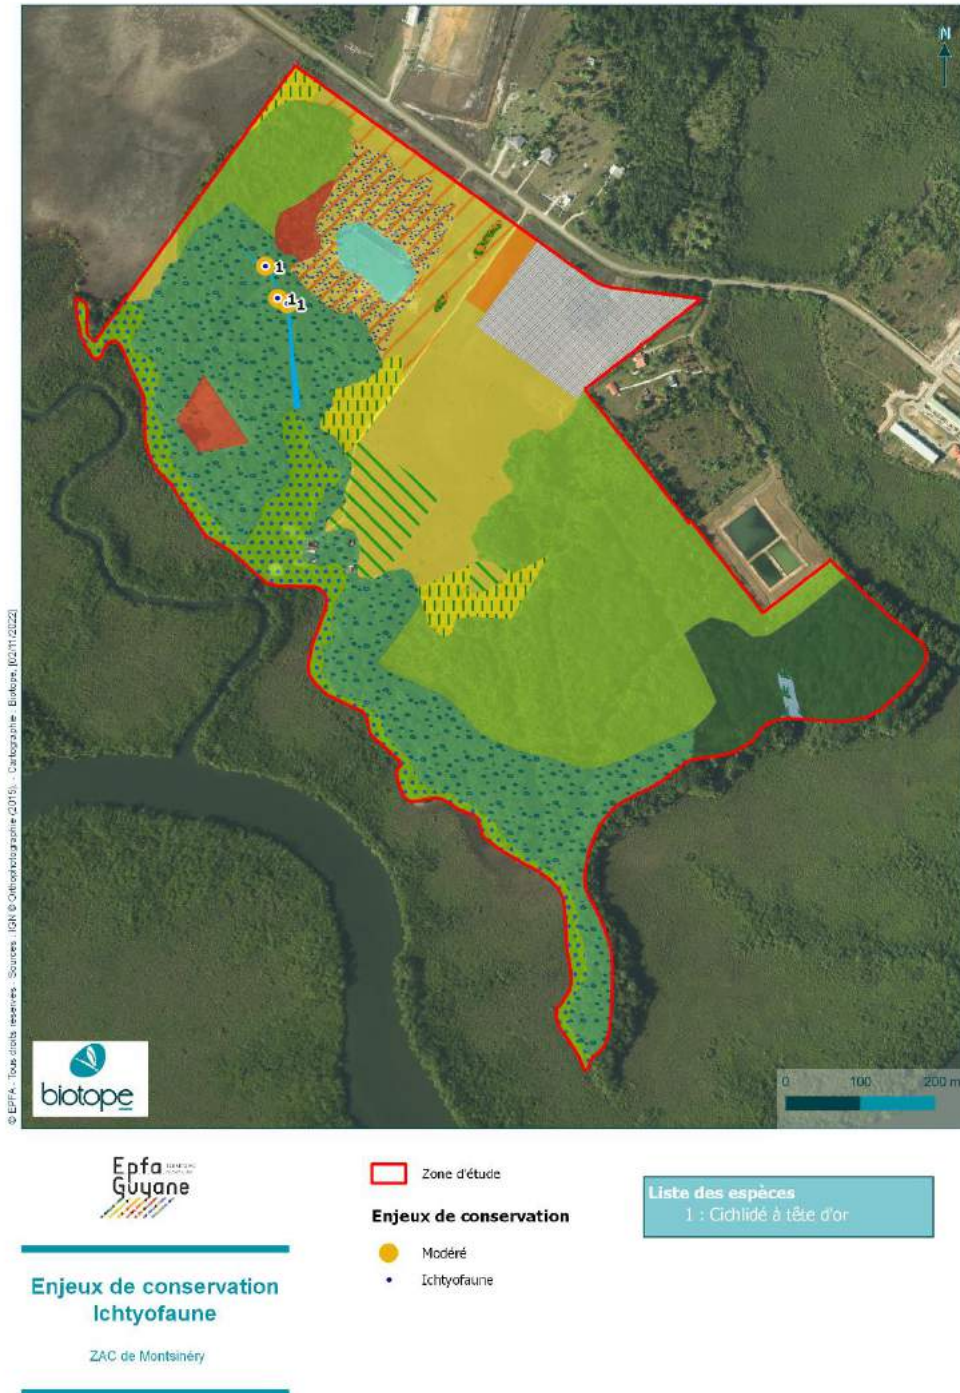 N
1
1
1
© EPFA - Tous droits réservés - Sources : IGN © Orthophotographie (2015), - Cartographie : Biotope, [02/11/2022]
biotope
0 100 200 m
Epfa
Guyane
Enjeux de conservation
Ichtyofaune
ZAC de Montsinéry
Zone d'étude
Enjeux de conservation
Modéré
Ichtyofaune
Liste des espèces
1 : Cichlidé à tête d'or